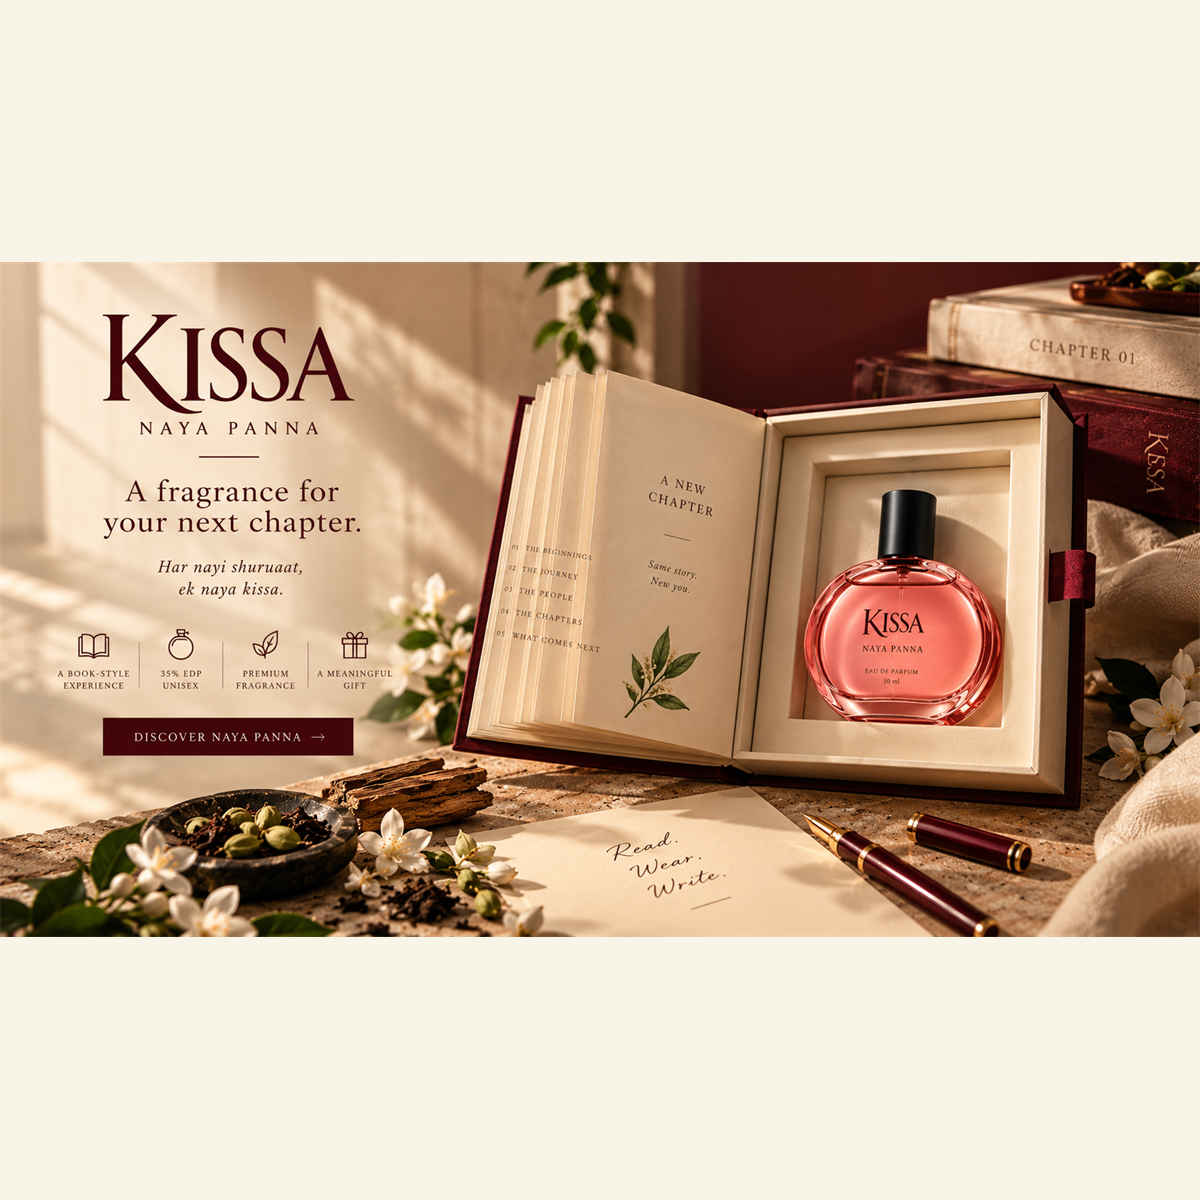 KISSA
NAYA PANNA
A fragrance for
your next chapter.
Har nayi shuruaat,
ek naya kissa.
A BOOK-STYLE
EXPERIENCE
35% EDP
UNISEX
PREMIUM
FRAGRANCE
A MEANINGFUL
GIFT
DISCOVER NAYA PANNA →
01 THE BEGINNINGS
02 THE JOURNEY
03 THE PEOPLE
04 THE CHAPTERS
05 WHAT COMES NEXT
A NEW
CHAPTER
Same story.
New you.
KISSA
NAYA PANNA
EAU DE PARFUM
50 ml
CHAPTER 01
KESA
Read.
Wear.
Write.